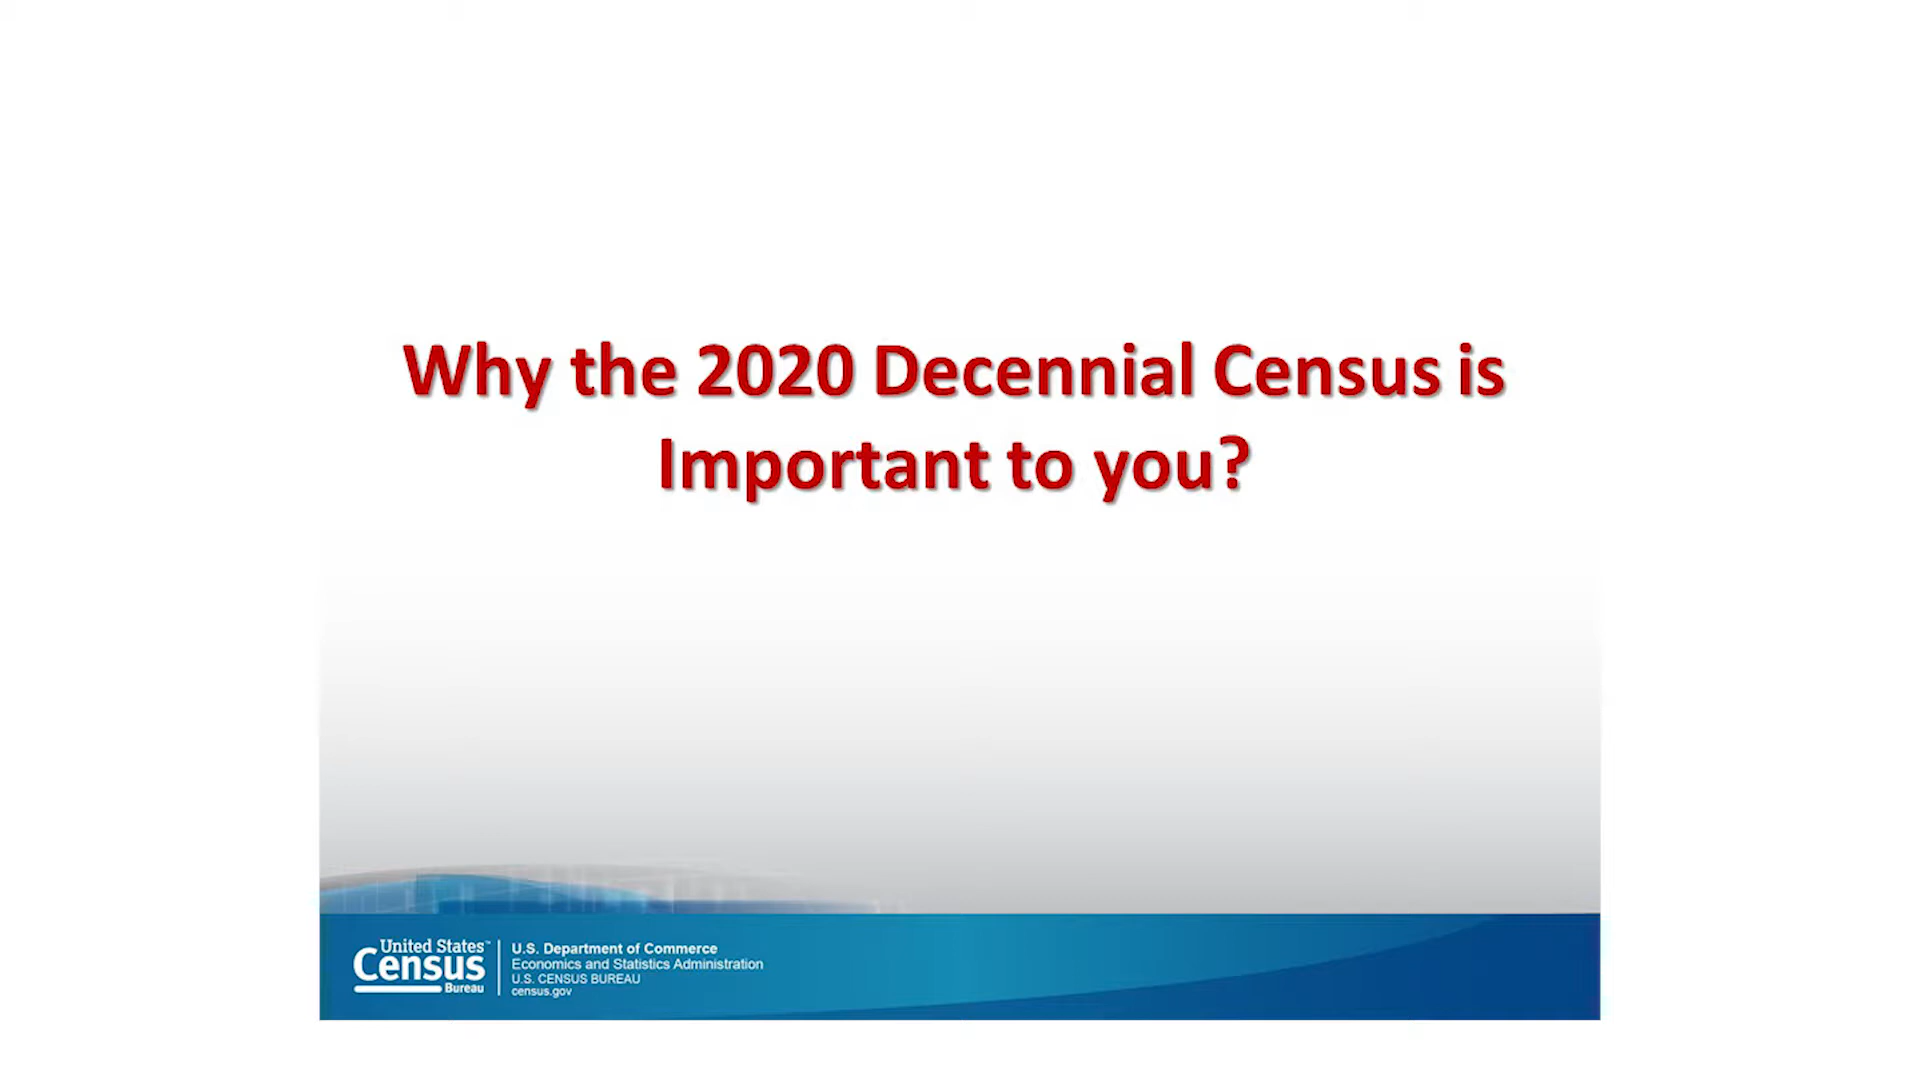 Why the 2020 Decennial Census is
Important to you?
United States™
Census
Bureau
U.S. Department of Commerce
Economics and Statistics Administration
U.S. CENSUS BUREAU
census.gov